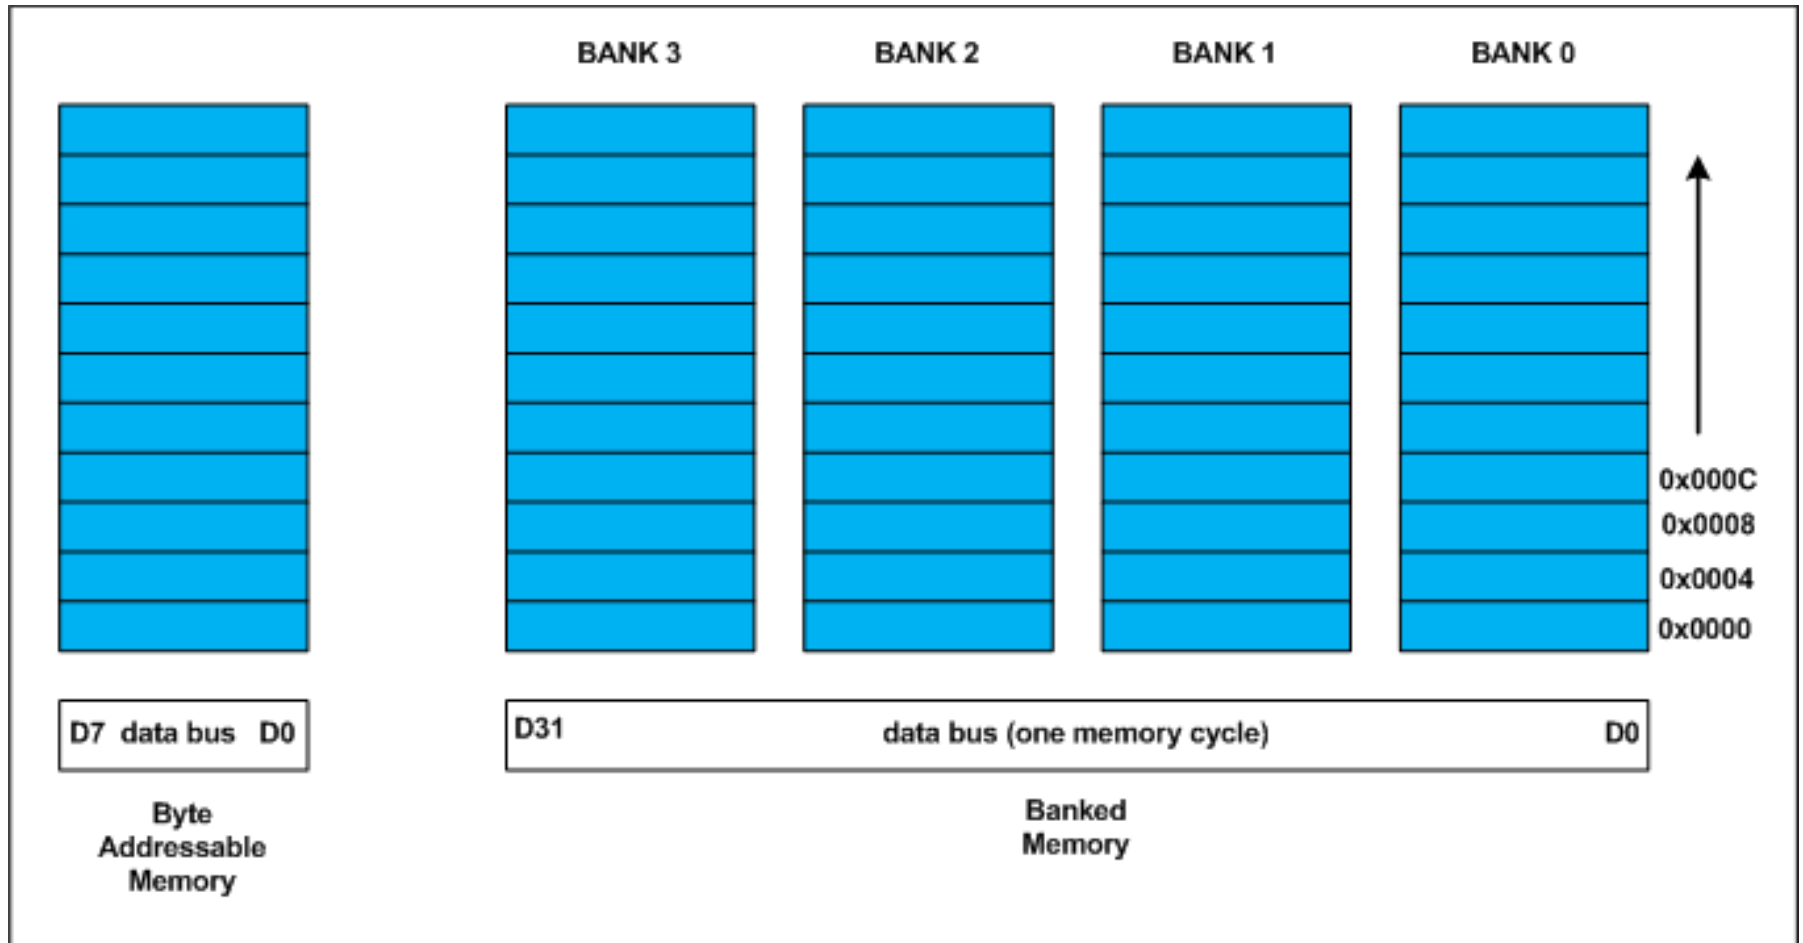 BANK 3 BANK 2 BANK 1 BANK 0
0x000C
0x0008
0x0004
0x0000
D7 data bus D0
D31 data bus (one memory cycle) D0
Byte
Addressable
Memory
Banked
Memory